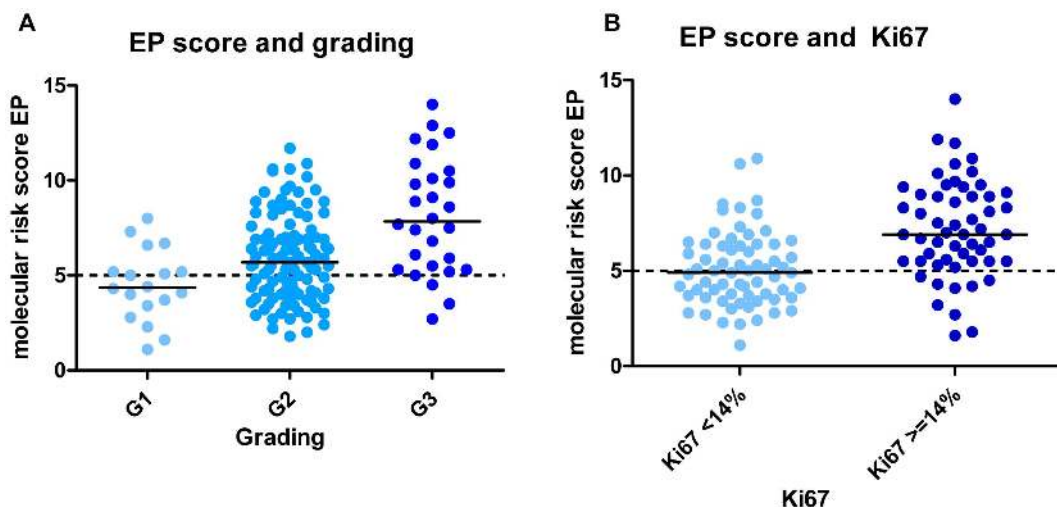 A
EP score and grading
molecular risk score EP
15
10
5
0
G1
G2
G3
Grading
B
EP score and Ki67
molecular risk score EP
15
10
5
0
Ki67 <14%
Ki67 >=14%
Ki67